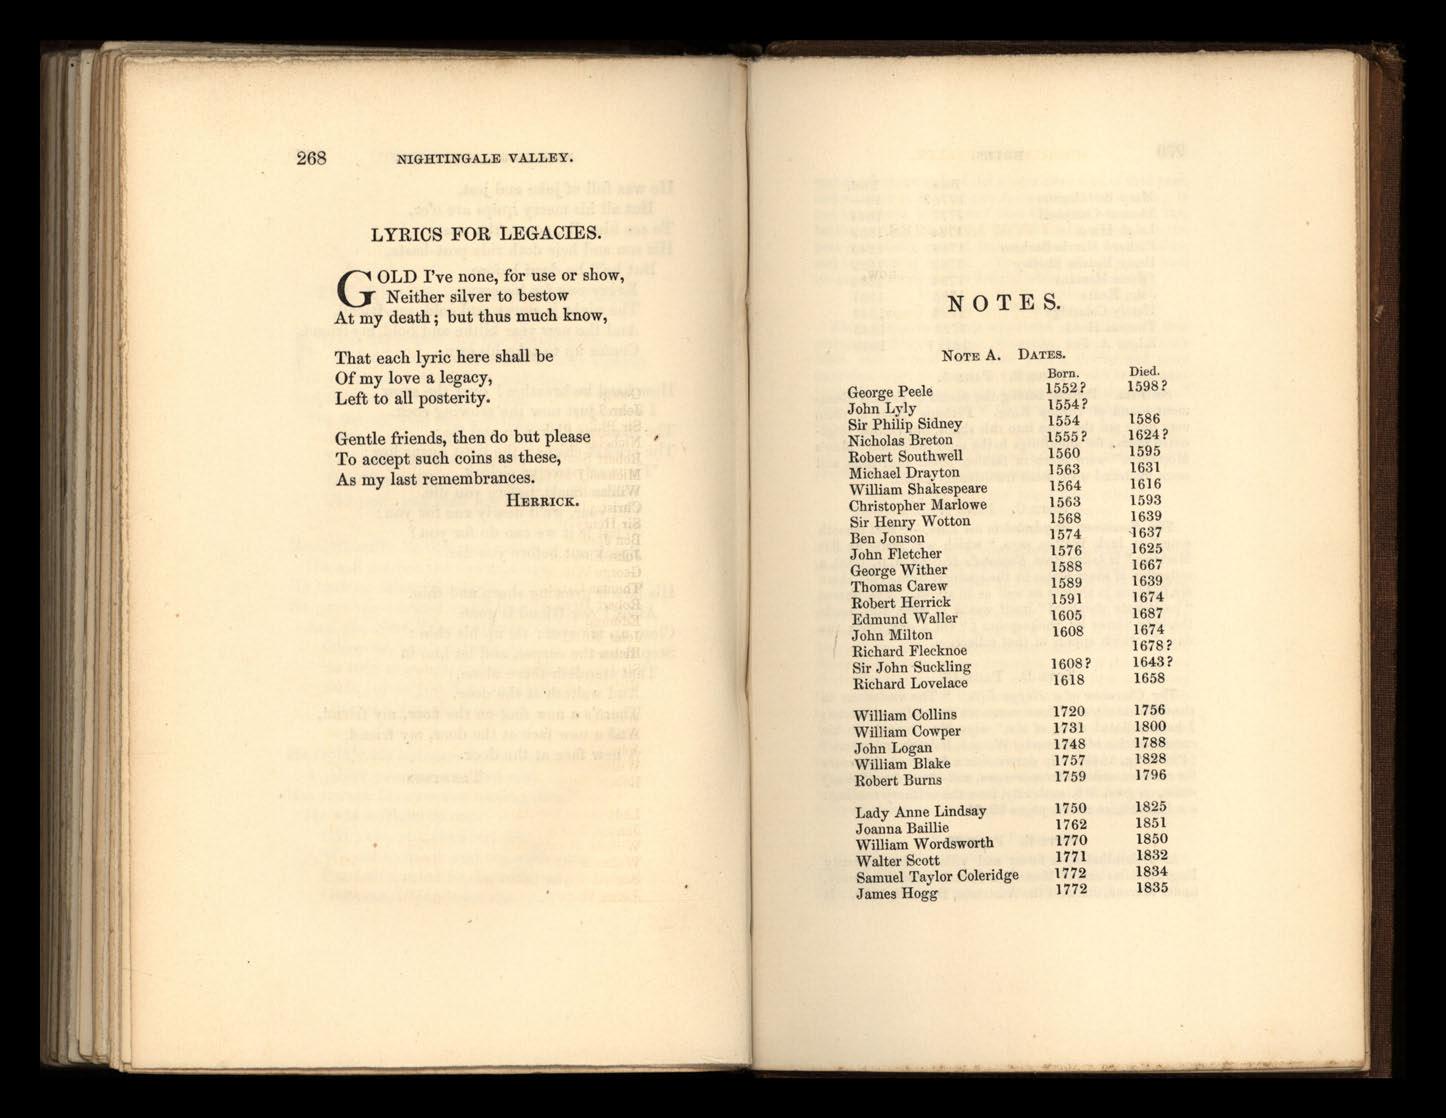 268 NIGHTINGALE VALLEY.
LYRICS FOR LEGACIES.
GOLD I've none, for use or show,
Neither silver to bestow
At my death; but thus much know,
That each lyric here shall be
Of my love a legacy,
Left to all posterity.
Gentle friends, then do but please
To accept such coins as these,
As my last remembrances.
HERRICK.
NOTES.
NOTE A. DATES.
Born. Died.
George Peele 1552? 1598?
John Lyly 1554?
Sir Philip Sidney 1554 1586
Nicholas Breton 1555? 1624?
Robert Southwell 1560 1595
Michael Drayton 1563 1631
William Shakespeare 1564 1616
Christopher Marlowe 1563 1593
Sir Henry Wotton 1568 1639
Ben Jonson 1574 1637
John Fletcher 1576 1625
George Wither 1588 1667
Thomas Carew 1589 1639
Robert Herrick 1591 1674
Edmund Waller 1605 1687
John Milton 1608 1674
Richard Flecknoe 1678?
Sir John Suckling 1608? 1643?
Richard Lovelace 1618 1658
William Collins 1720 1756
William Cowper 1731 1800
John Logan 1748 1788
William Blake 1757 1828
Robert Burns 1759 1796
Lady Anne Lindsay 1750 1825
Joanna Baillie 1762 1851
William Wordsworth 1770 1850
Walter Scott 1771 1832
Samuel Taylor Coleridge 1772 1834
James Hogg 1772 1835